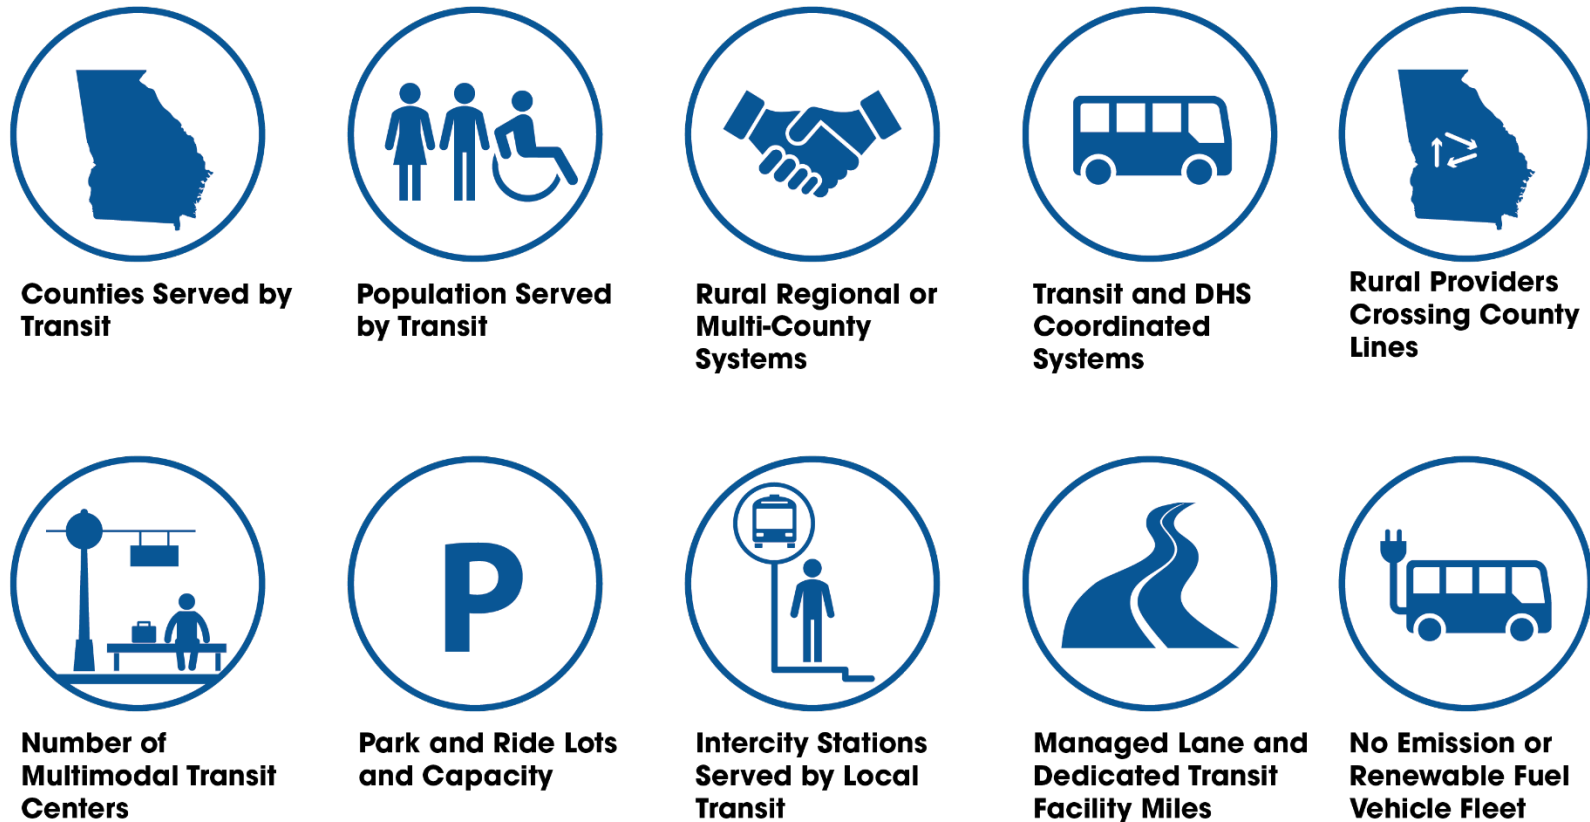 Counties Served by
Transit
Population Served
by Transit
Rural Regional or
Multi-County
Systems
Transit and DHS
Coordinated
Systems
Rural Providers
Crossing County
Lines
Number of
Multimodal Transit
Centers
P
Park and Ride Lots
and Capacity
Intercity Stations
Served by Local
Transit
Managed Lane and
Dedicated Transit
Facility Miles
No Emission or
Renewable Fuel
Vehicle Fleet